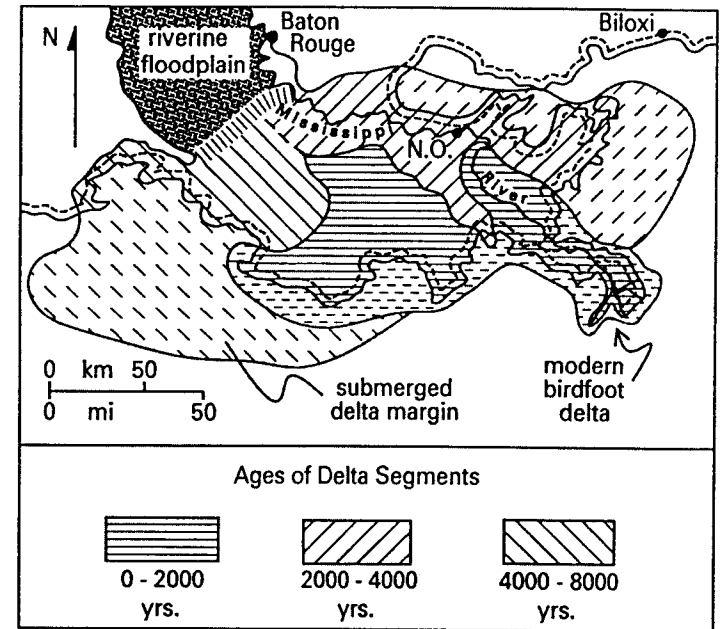 N
riverine
floodplain
Baton
Rouge
Biloxi
Mississipp
N.O.
River
0 km 50
0 mi 50
submerged
delta margin
modern
birdfoot
delta
Ages of Delta Segments
0 - 2000
yrs.
2000 - 4000
yrs.
4000 - 8000
yrs.